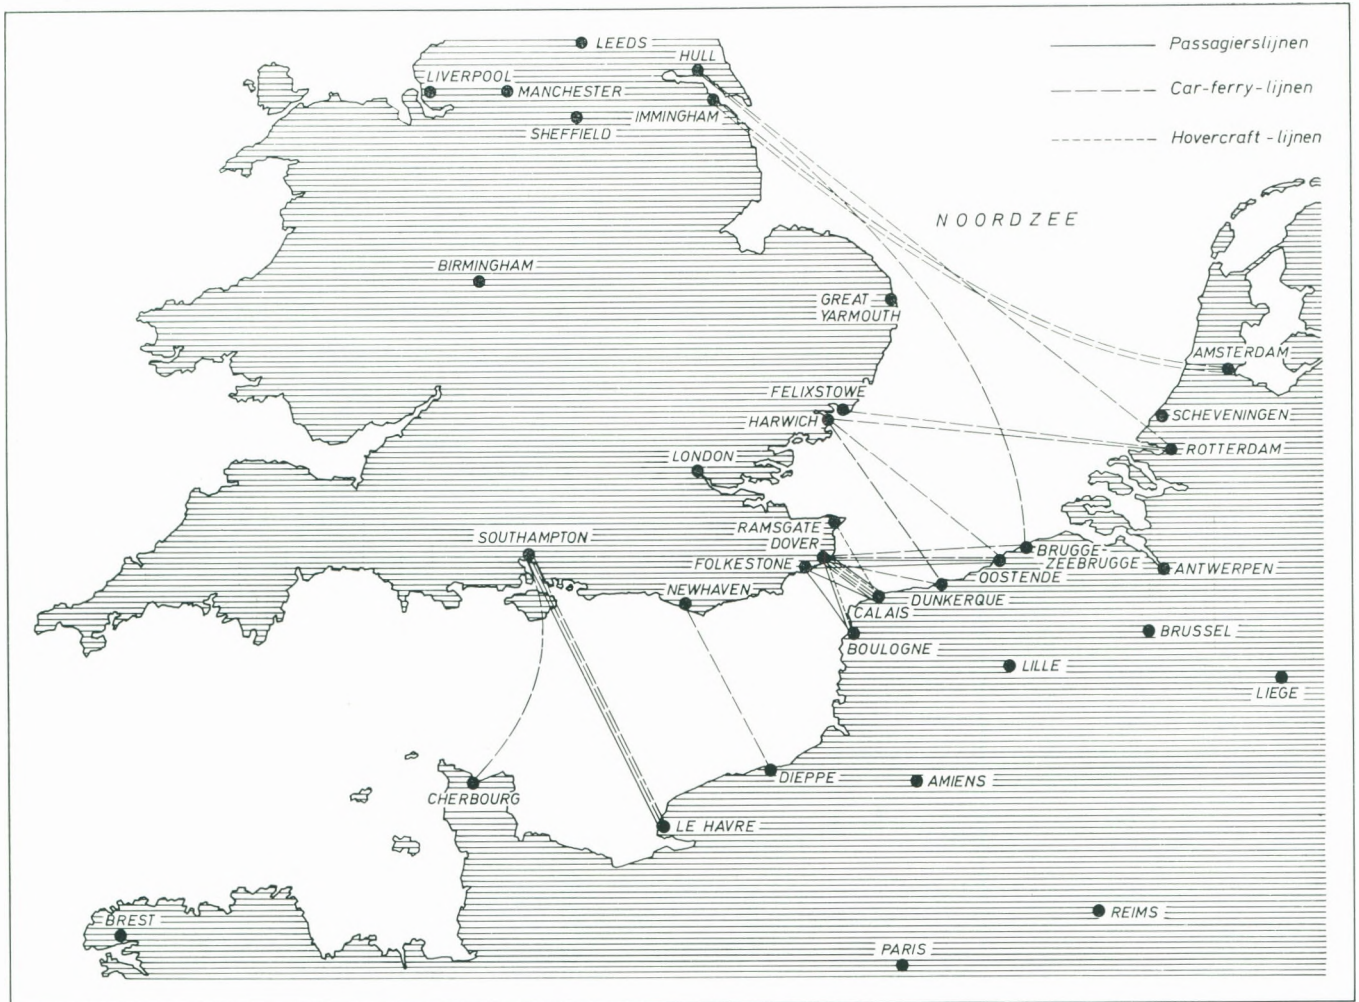 LEEDS
HULL
LIVERPOOL
MANCHESTER
SHEFFIELD
IMMINGHAM
Passagierslijnen
Car-ferry-lijnen
Hovercraft-lijnen
NOORDZEE
BIRMINGHAM
GREAT
YARMOUTH
AMSTERDAM
FELIXSTOWE
HARWICH
SCHEVENINGEN
ROTTERDAM
LONDON
RAMSGATE
DOVER
FOLKESTONE
SOUTHAMPTON
NEWHAVEN
BRUGGE-
ZEEBRUGGE
ANTWERPEN
OOSTENDE
DUNKERQUE
CALAIS
BOULOGNE
BRUSSEL
LILLE
LIEGE
DIEPPE
AMIENS
CHERBOURG
LE HAVRE
BREST
REIMS
PARIS